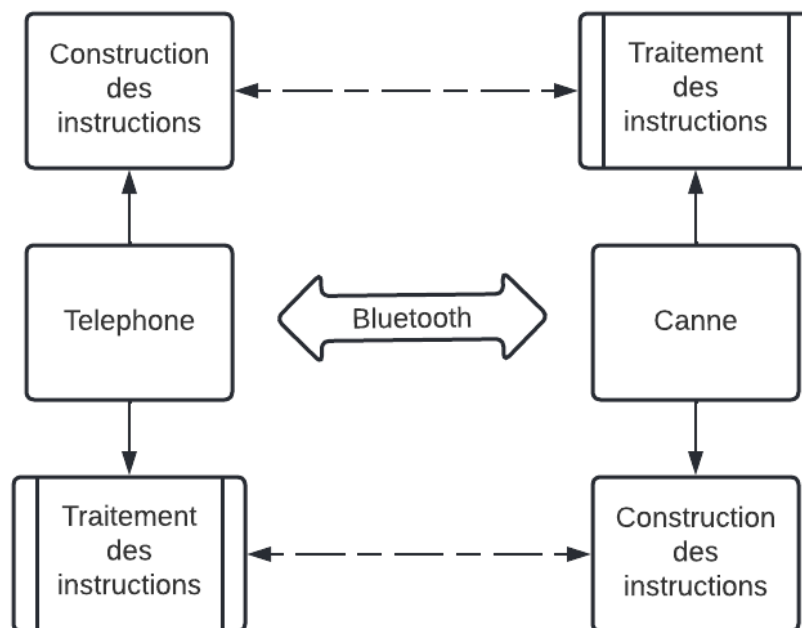 Construction
des
instructions
Traitement
des
instructions
Telephone
Bluetooth
Canne
Traitement
des
instructions
Construction
des
instructions